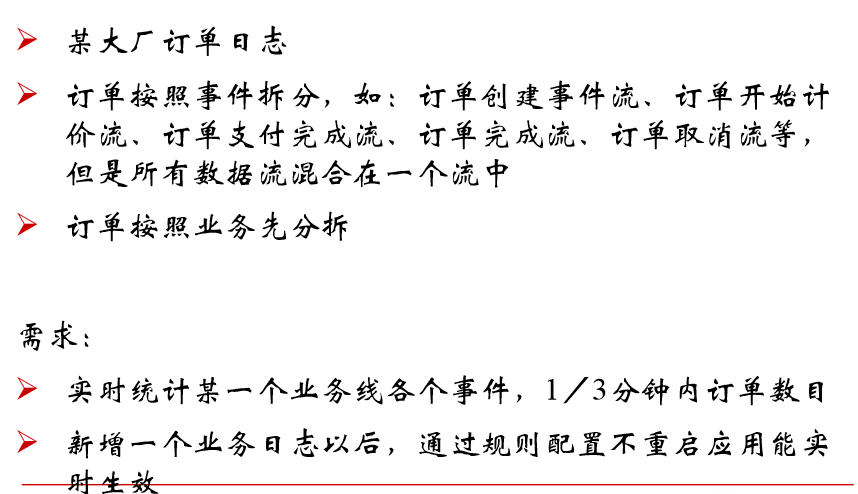 某大厂订单日志
订单按照事件拆分，如：订单创建事件流、订单开始计
价流、订单支付完成流、订单完成流、订单取消流等，
但是所有数据流混合在一个流中
订单按照业务先分拆
需求：
实时统计某一个业务线各个事件，1／3分钟内订单数目
新增一个业务日志以后，通过规则配置不重启应用能实
时生效